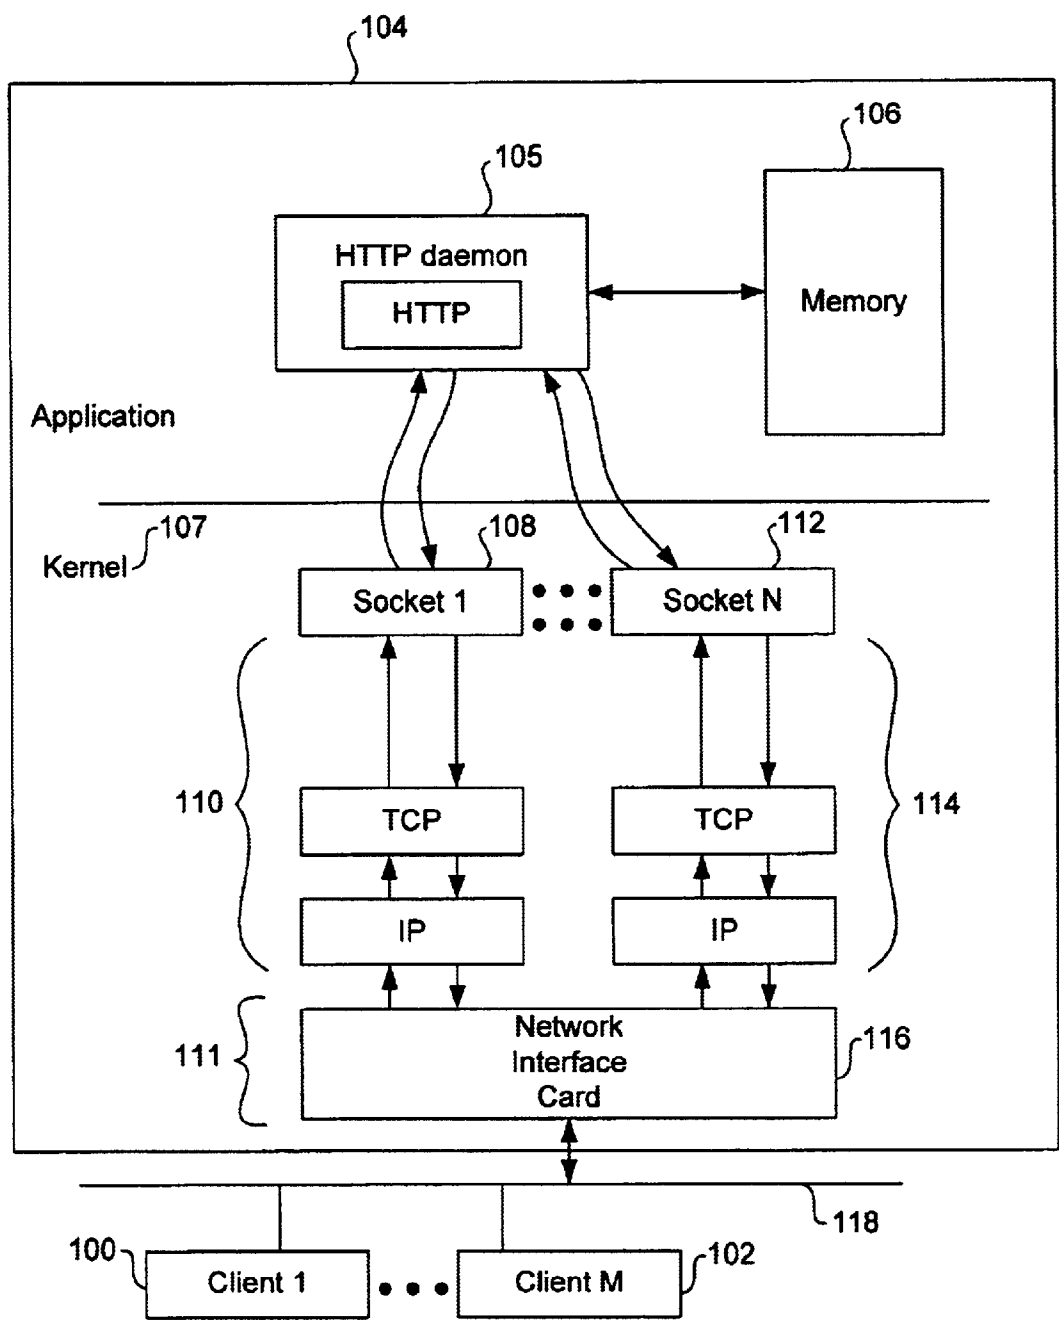 104
106
105
HTTP daemon
HTTP
Memory
Application
107
108
112
Kernel
Socket 1
Socket N
110
114
TCP
TCP
IP
IP
111
Network
Interface
Card
116
118
100
102
Client 1
Client M